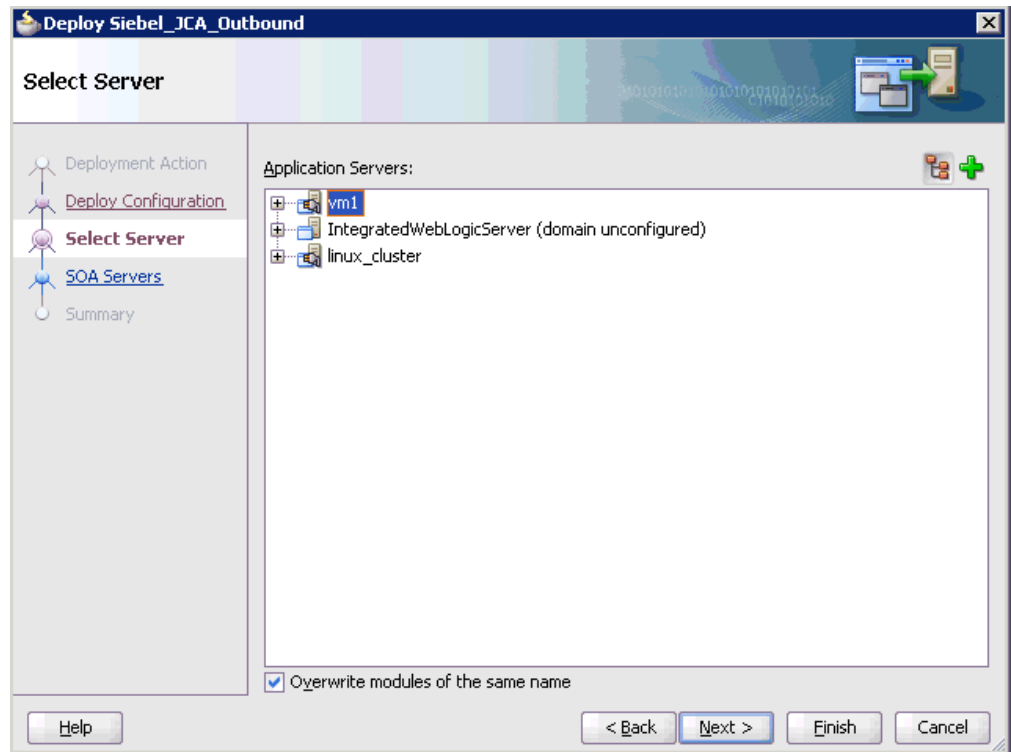 Deploy Siebel_JCA_Outbound
Select Server
Deployment Action
Deploy Configuration
Select Server
SOA Servers
Summary
Application Servers:
vm1
IntegratedWebLogicServer (domain unconfigured)
linux_cluster
Overwrite modules of the same name
Help
< Back
Next >
Finish
Cancel